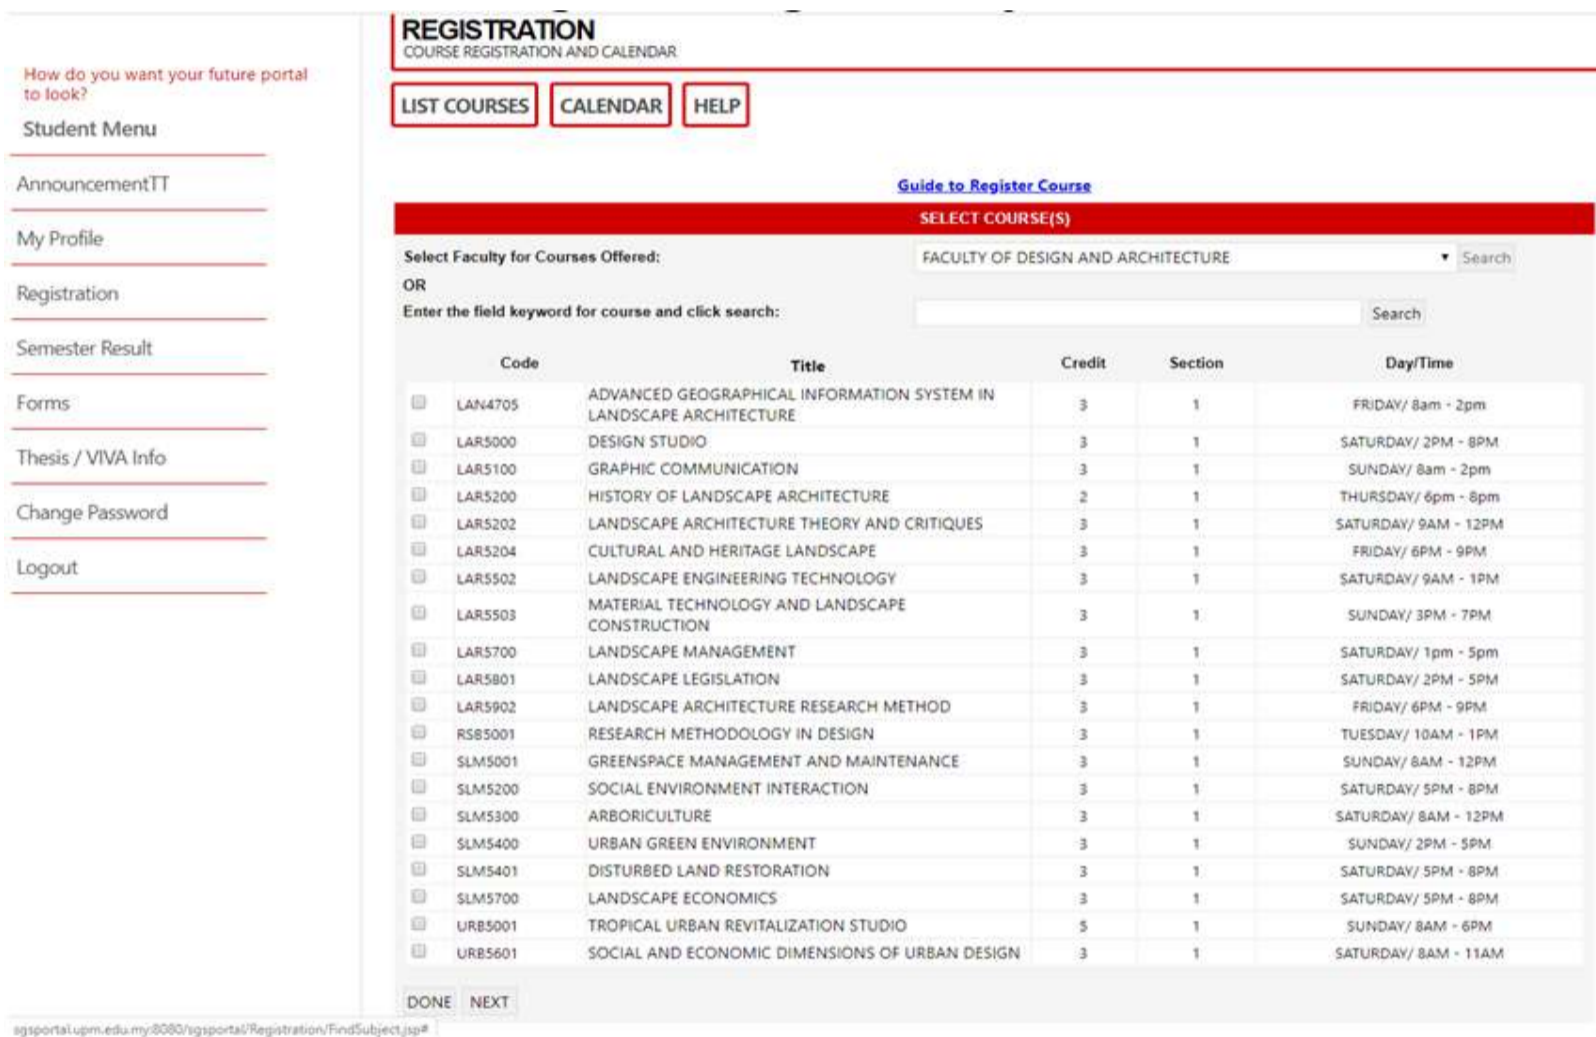 REGISTRATION
COURSE REGISTRATION AND CALENDAR
How do you want your future portal
to look?
Student Menu
AnnouncementTT
My Profile
Registration
Semester Result
Forms
Thesis / VIVA Info
Change Password
Logout
LIST COURSES CALENDAR HELP
Guide to Register Course
SELECT COURSE(S)
Select Faculty for Courses Offered: FACULTY OF DESIGN AND ARCHITECTURE Search
OR
Enter the field keyword for course and click search: Search
Code Title Credit Section Day/Time
LAN4705 ADVANCED GEOGRAPHICAL INFORMATION SYSTEM IN
LANDSCAPE ARCHITECTURE 3 1 FRIDAY/ 8am - 2pm
LAR5000 DESIGN STUDIO 3 1 SATURDAY/ 2PM - 8PM
LAR5100 GRAPHIC COMMUNICATION 3 1 SUNDAY/ 8am - 2pm
LAR5200 HISTORY OF LANDSCAPE ARCHITECTURE 2 1 THURSDAY/ 6pm - 8pm
LAR5202 LANDSCAPE ARCHITECTURE THEORY AND CRITIQUES 3 1 SATURDAY/ 9AM - 12PM
LAR5204 CULTURAL AND HERITAGE LANDSCAPE 3 1 FRIDAY/ 6PM - 9PM
LAR5502 LANDSCAPE ENGINEERING TECHNOLOGY 3 1 SATURDAY/ 9AM - 1PM
LAR5503 MATERIAL TECHNOLOGY AND LANDSCAPE
CONSTRUCTION 3 1 SUNDAY/ 3PM - 7PM
LAR5700 LANDSCAPE MANAGEMENT 3 1 SATURDAY/ 1pm - 5pm
LAR5801 LANDSCAPE LEGISLATION 3 1 SATURDAY/ 2PM - 5PM
LAR5902 LANDSCAPE ARCHITECTURE RESEARCH METHOD 3 1 FRIDAY/ 6PM - 9PM
RSB5001 RESEARCH METHODOLOGY IN DESIGN 3 1 TUESDAY/ 10AM - 1PM
SLM5001 GREENSPACE MANAGEMENT AND MAINTENANCE 3 1 SUNDAY/ 8AM - 12PM
SLM5200 SOCIAL ENVIRONMENT INTERACTION 3 1 SATURDAY/ 5PM - 8PM
SLM5300 ARBORICULTURE 3 1 SATURDAY/ 8AM - 12PM
SLM5400 URBAN GREEN ENVIRONMENT 3 1 SUNDAY/ 2PM - 5PM
SLM5401 DISTURBED LAND RESTORATION 3 1 SATURDAY/ 5PM - 8PM
SLM5700 LANDSCAPE ECONOMICS 3 1 SATURDAY/ 5PM - 8PM
URB5001 TROPICAL URBAN REVITALIZATION STUDIO 5 1 SUNDAY/ 8AM - 6PM
URB5601 SOCIAL AND ECONOMIC DIMENSIONS OF URBAN DESIGN 3 1 SATURDAY/ 8AM - 11AM
DONE NEXT
sgsportal.upm.edu.my:8080/sgsportal/Registration/FindSubject.jsp#